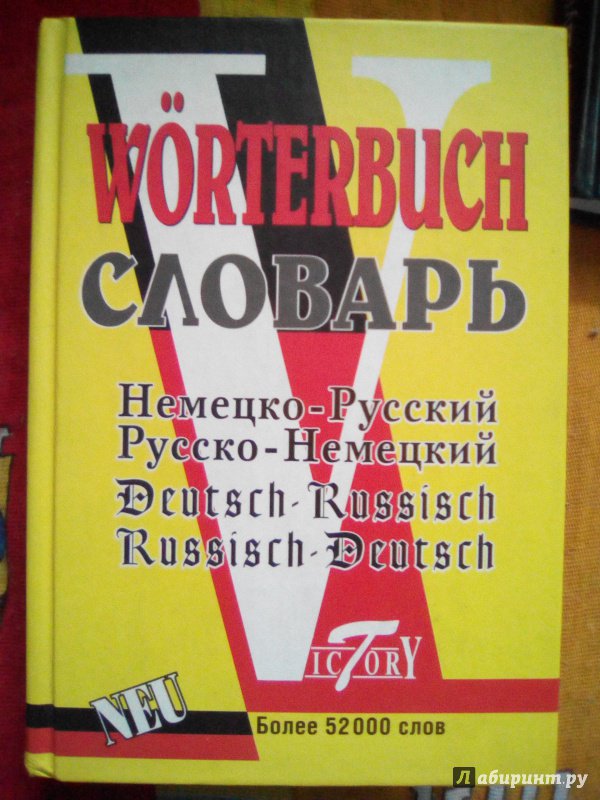 WÖRTERBUCH
СЛОВАРЬ
Немецко-Русский
Русско-Немецкий
Deutsch-Russisch
Russisch-Deutsch
VICTORY
NEU
Более 52000 слов
Лабиринт.ру